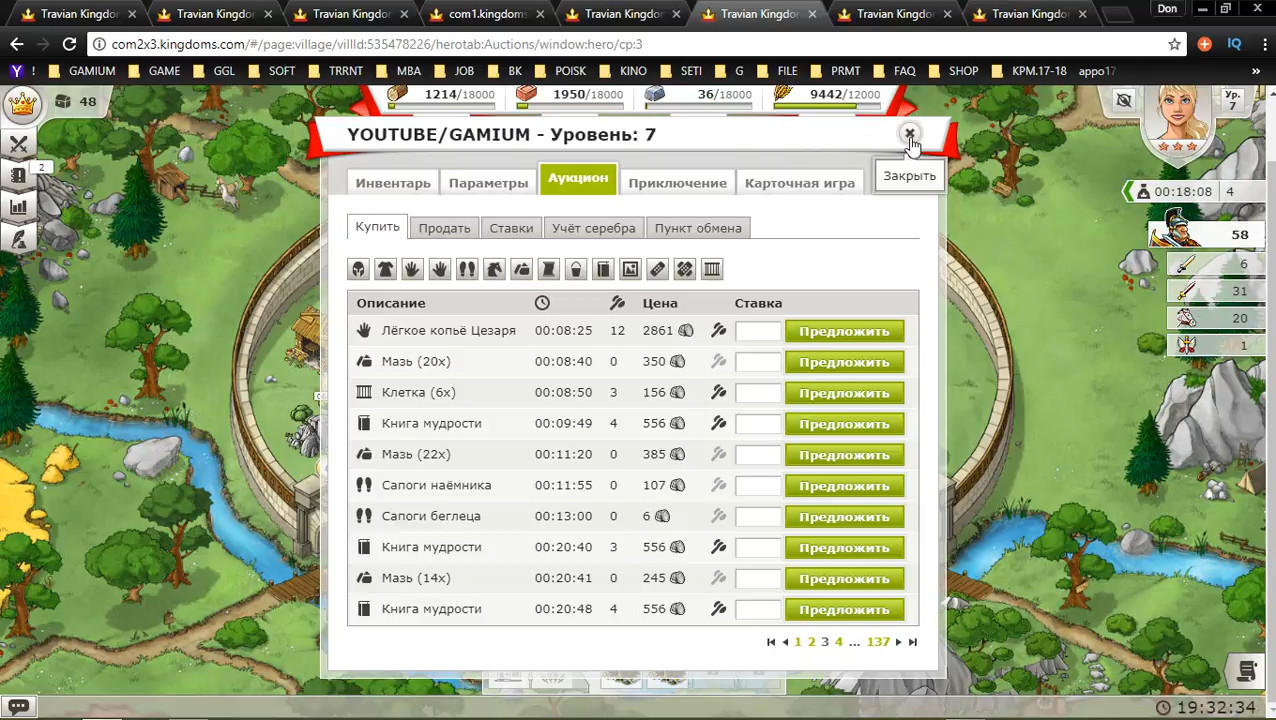 Travian Kingdor Travian Kingdor Travian Kingdor com1.kingdoms Travian Kingdor Travian Kingdor Travian Kingdor Travian Kingdor Don
com2x3.kingdoms.com/#/page:village/villId:535478226/herotab:Auctions/window:hero/cp:3
! GAMIUM GAME GGL SOFT TRRNT MBA JOB BK POISK KINO SETI G FILE PRMT FAQ SHOP KPM.17-18 appo17 »
48 1214/18000 1950/18000 36/18000 9442/12000 Ур. 7
YOUTUBE/GAMIUM - Уровень: 7
Закрыть
Инвентарь Параметры Аукцион Приключение Карточная игра
2
00:18:08 4
Купить Продать Ставки Учёт серебра Пункт обмена
58
6
31
20
1
Описание Цена Ставка
Лёгкое копьё Цезаря 00:08:25 12 2861 Предложить
Мазь (20x) 00:08:40 0 350 Предложить
Клетка (6x) 00:08:50 3 156 Предложить
Книга мудрости 00:09:49 4 556 Предложить
Мазь (22x) 00:11:20 0 385 Предложить
Сапоги наёмника 00:11:55 0 107 Предложить
Сапоги беглеца 00:13:00 0 6 Предложить
Книга мудрости 00:20:40 3 556 Предложить
Мазь (14x) 00:20:41 0 245 Предложить
Книга мудрости 00:20:48 4 556 Предложить
1 2 3 4 ... 137
19:32:34